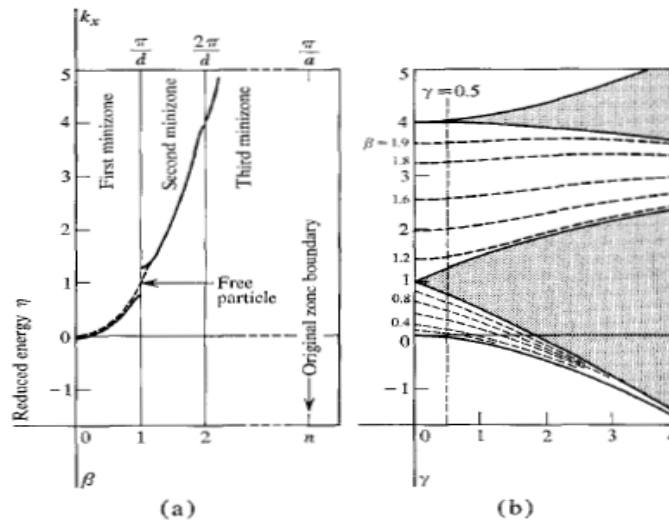 k_x
π/d
2π/d
π/a
5
4
3
2
1
0
−1
First minizone
Second minizone
Third minizone
Original zone boundary
Free
particle
Reduced energy η
0
1
2
n
β
(a)
5
γ = 0.5
4
β = 1.9
1.8
3
1.6
2
1.2
1
0.8
0.4
0
−1
0
1
2
3
γ
(b)